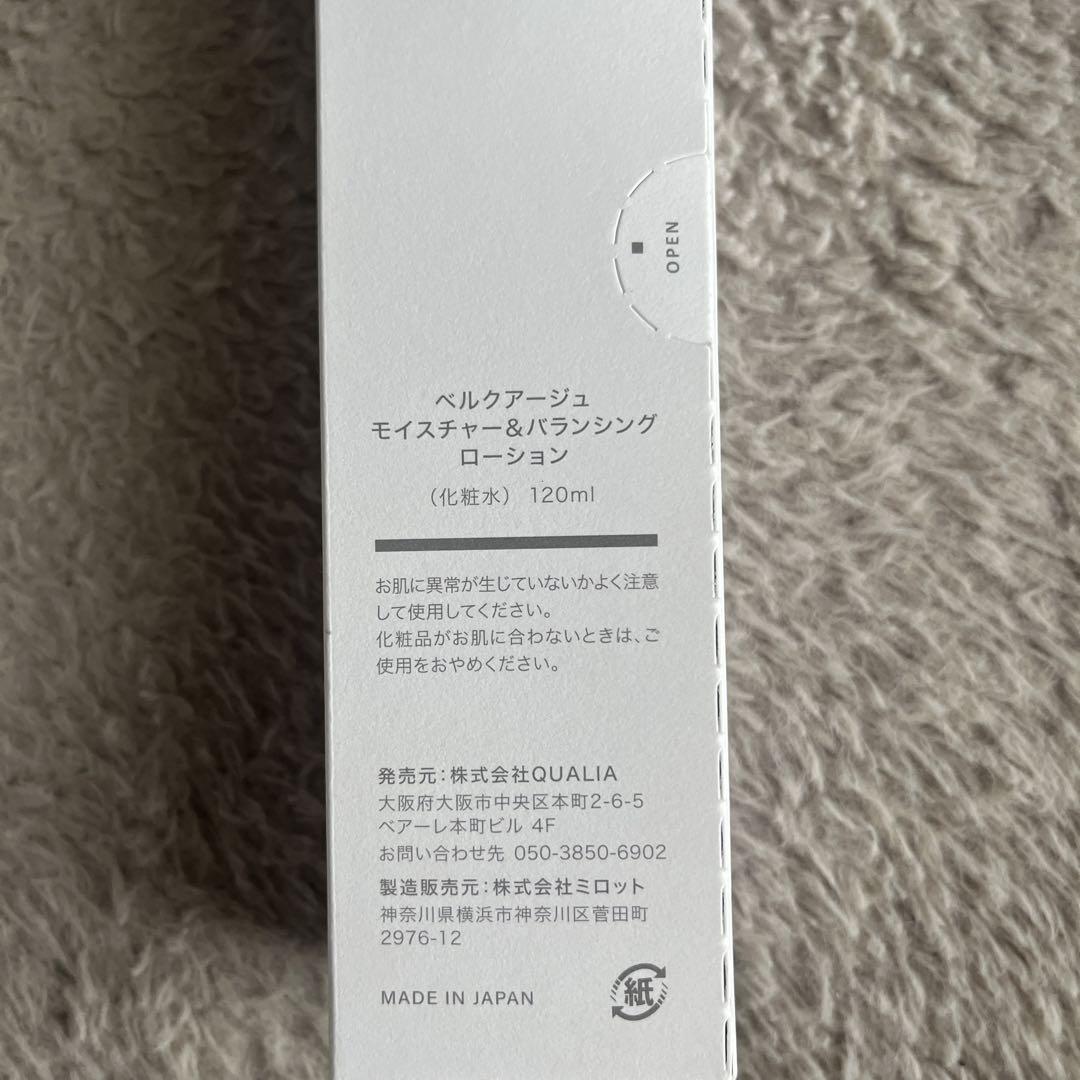 OPEN
ベルクアージュ
モイスチャー&バランシング
ローション
（化粧水） 120ml
お肌に異常が生じていないかよく注意
して使用してください。
化粧品がお肌に合わないときは、ご
使用をおやめください。
発売元：株式会社QUALIA
大阪府大阪市中央区本町2-6-5
ベアーレ本町ビル 4F
お問い合わせ先 050-3850-6902
製造販売元：株式会社ミロット
神奈川県横浜市神奈川区菅田町
2976-12
MADE IN JAPAN
紙